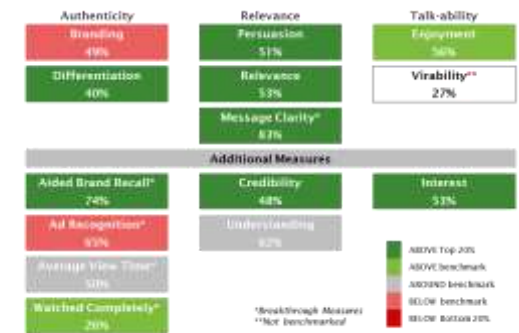 Authenticity Relevance Talk-ability
Branding Persuasion Enjoyment
49% 51% 56%
Differentiation Relevance Virability**
40% 53% 27%
Message Clarity*
83%
Additional Measures
Aided Brand Recall* Credibility Interest
74% 48% 53%
Ad Recognition* Understanding
65% 82%
Average View Time*
50%
Watched Completely*
26%
ABOVE Top 20%
ABOVE benchmark
AROUND benchmark
BELOW benchmark
BELOW Bottom 20%
*Breakthrough Measures
**Not benchmarked